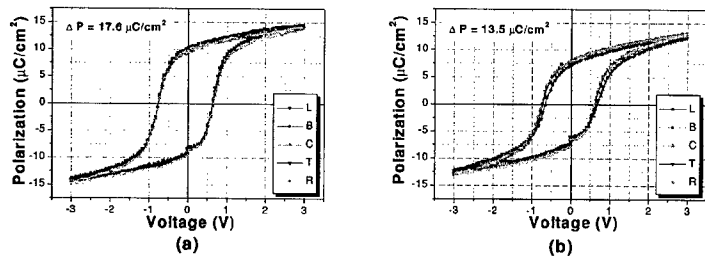 Δ P = 17.6 μC/cm²
Polarization (μC/cm²)
15
10
5
0
-5
-10
-15
-3
-2
-1
0
1
2
3
Voltage (V)
L
B
C
T
R
(a)
Δ P = 13.5 μC/cm²
Polarization (μC/cm²)
15
10
5
0
-5
-10
-15
-3
-2
-1
0
1
2
3
Voltage (V)
L
B
C
T
R
(b)